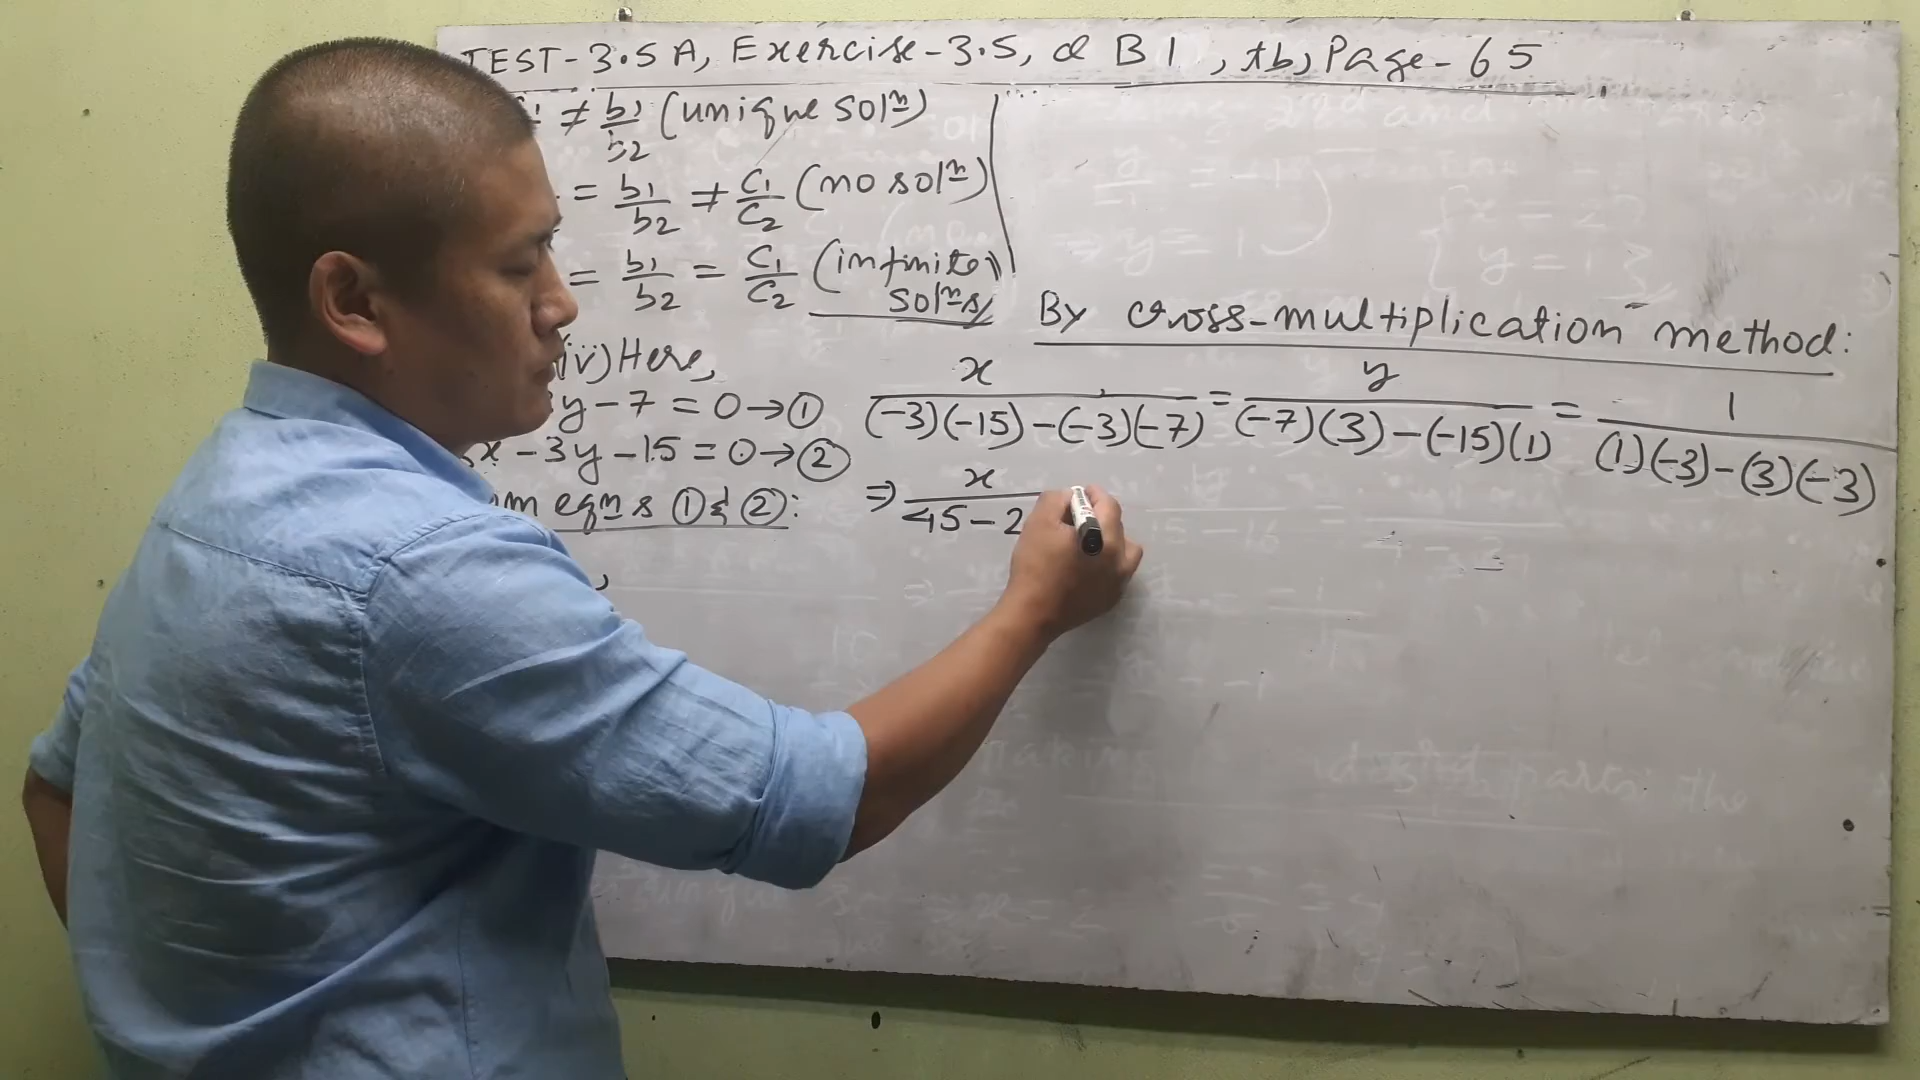 TEST-3.5A, Exercise-3.5, Q B1, tb, Page-65
≠ b1/b2 (unique solⁿ)
= b1/b2 ≠ C1/C2 (no solⁿ)
= b1/b2 = C1/C2 (infinite solⁿs)
(iv) Here,
y - 7 = 0 → ①
x - 3y - 15 = 0 → ②
eqns ① & ② :
By cross-multiplication method:
x/((-3)(-15) - (-3)(-7)) = y/((-7)(3) - (-15)(1)) = 1/((1)(-3) - (3)(-3))
⇒ x/(45 - 2